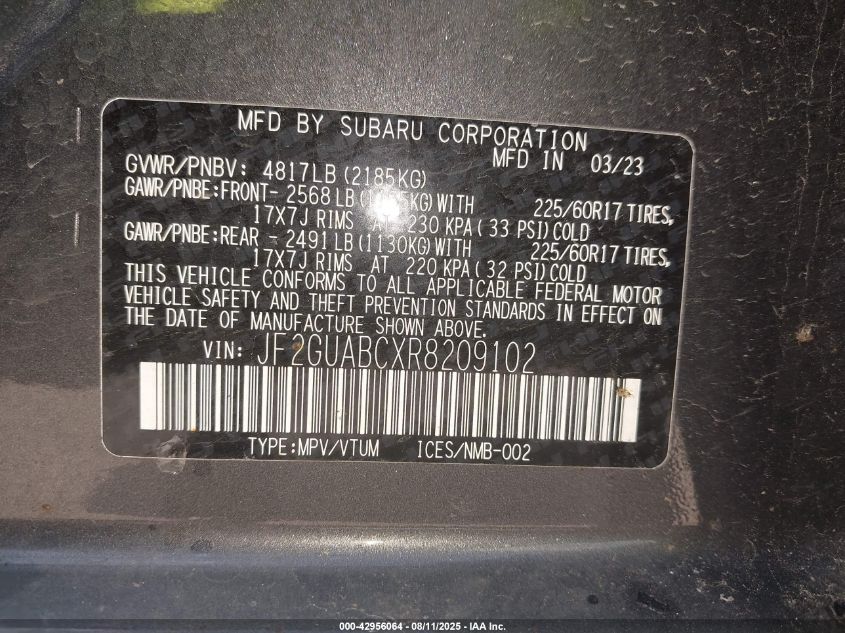 MFD BY SUBARU CORPORATION
MFD IN 03/23
GVWR/PNBV: 4817LB (2185KG)
GAWR/PNBE:FRONT- 2568 LB KG) WITH 225/60R17 TIRES,
17X7J RIMS AT 230 KPA ( 33 PSI) COLD
GAWR/PNBE:REAR - 2491 LB (1130KG) WITH 225/60R17 TIRES,
17X7J RIMS AT 220 KPA ( 32 PSI) COLD
THIS VEHICLE CONFORMS TO ALL APPLICABLE FEDERAL MOTOR
VEHICLE SAFETY AND THEFT PREVENTION STANDARDS IN EFFECT ON
THE DATE OF MANUFACTURE SHOWN ABOVE.
VIN: JF2GUABCXR8209102
TYPE:MPV/VTUM ICES/NMB-002
000-42956064 - 08/11/2025 - IAA Inc.